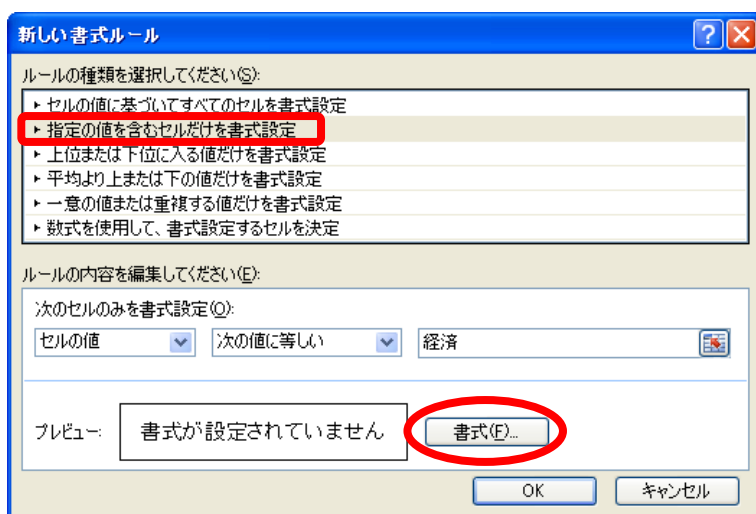 新しい書式ルール
ルールの種類を選択してください(S):
► セルの値に基づいてすべてのセルを書式設定
► 指定の値を含むセルだけを書式設定
► 上位または下位に入る値だけを書式設定
► 平均より上または下の値だけを書式設定
► 一意の値または重複する値だけを書式設定
► 数式を使用して、書式設定するセルを決定
ルールの内容を編集してください(E):
次のセルのみを書式設定(O):
セルの値 次の値に等しい 経済
プレビュー: 書式が設定されていません 書式(F)...
OK キャンセル